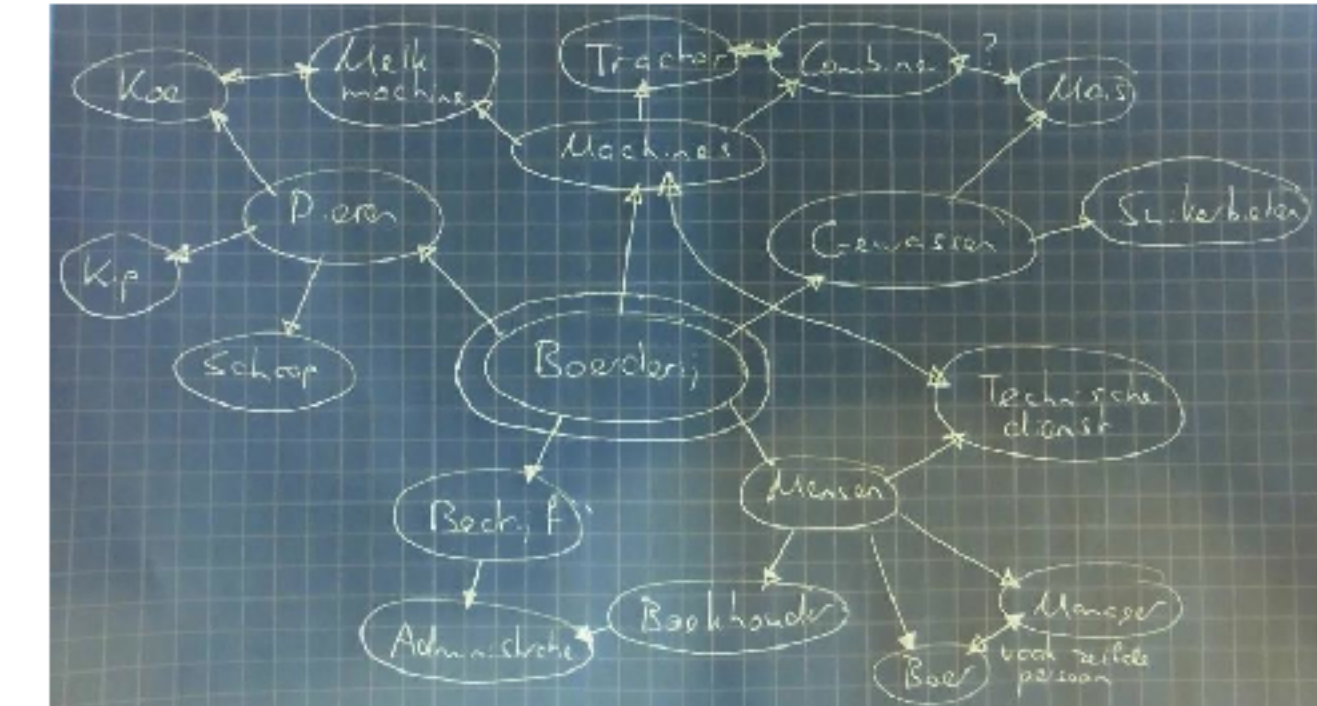 Koe
Melk
machine
Tractor
Combine
?
Mais
Machines
Dieren
Gewassen
Suikerbieten
Kip
Schaap
Boerderij
Technische
dienst
Mensen
Bedrijf
Boekhouder
Administratie
Manager
Boer
vaak zelfde
persoon